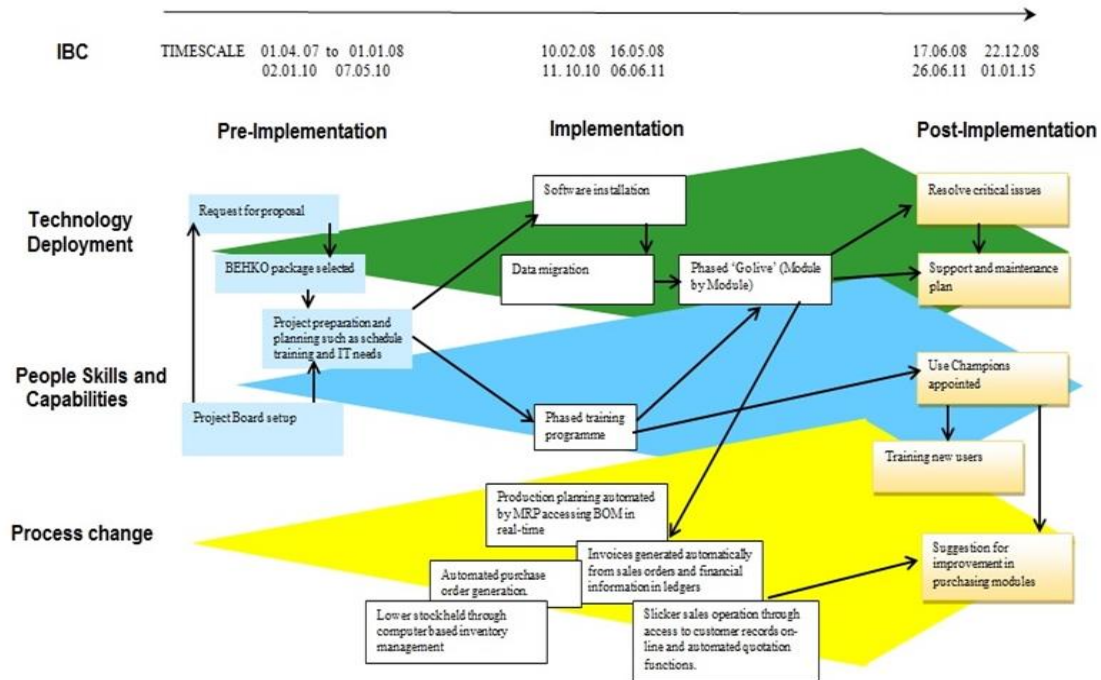 IBC
TIMESCALE 01.04. 07 to 01.01.08
02.01.10 07.05.10
10.02.08 16.05.08
11. 10.10 06.06.11
17.06.08 22.12.08
26.06.11 01.01.15
Pre-Implementation
Implementation
Post-Implementation
Technology
Deployment
Request for proposal
BEHKO package selected
Project preparation and
planning such as schedule
training and IT needs
Software installation
Data migration
Phased 'Go live' (Module
by Module)
Resolve critical issues
Support and maintenance
plan
People Skills and
Capabilities
Project Board setup
Phased training
programme
Use Champions
appointed
Training new users
Process change
Production planning automated
by MRP accessing BOM in
real-time
Invoices generated automatically
from sales orders and financial
information in ledgers
Automated purchase
order generation.
Lower stock held through
computer based inventory
management
Slicker sales operation through
access to customer records on-
line and automated quotation
functions.
Suggestion for
improvement in
purchasing modules